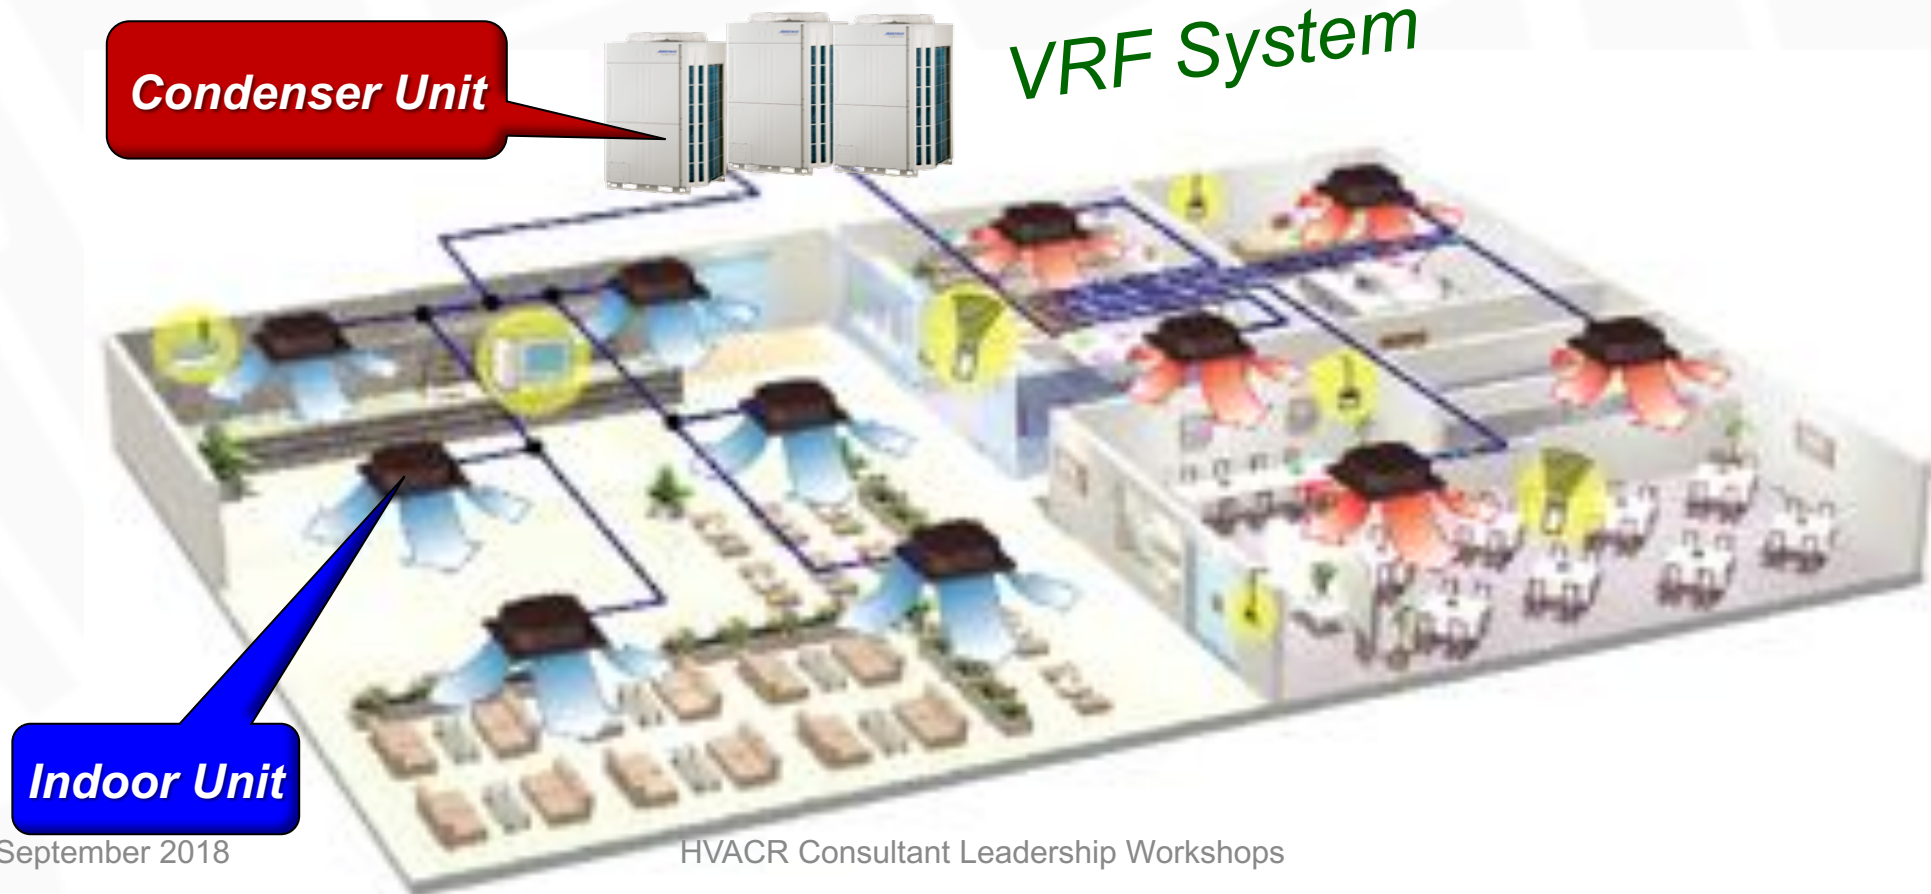 VRF System
Condenser Unit
Indoor Unit
September 2018
HVACR Consultant Leadership Workshops